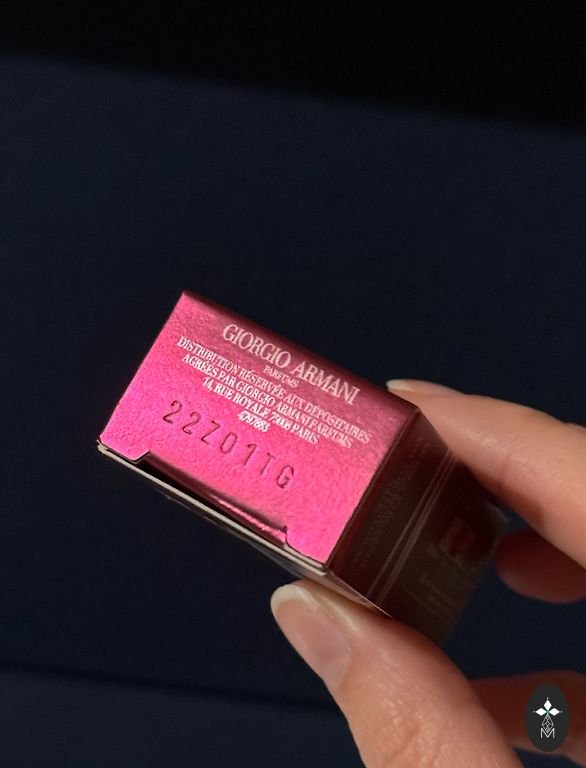 GIORGIO ARMANI
PARFUMS
DISTRIBUTION RÉSERVÉE AUX DÉPOSITAIRES
AGRÉÉS PAR GIORGIO ARMANI PARFUMS
14, RUE ROYALE 75008 PARIS
22Z01TG